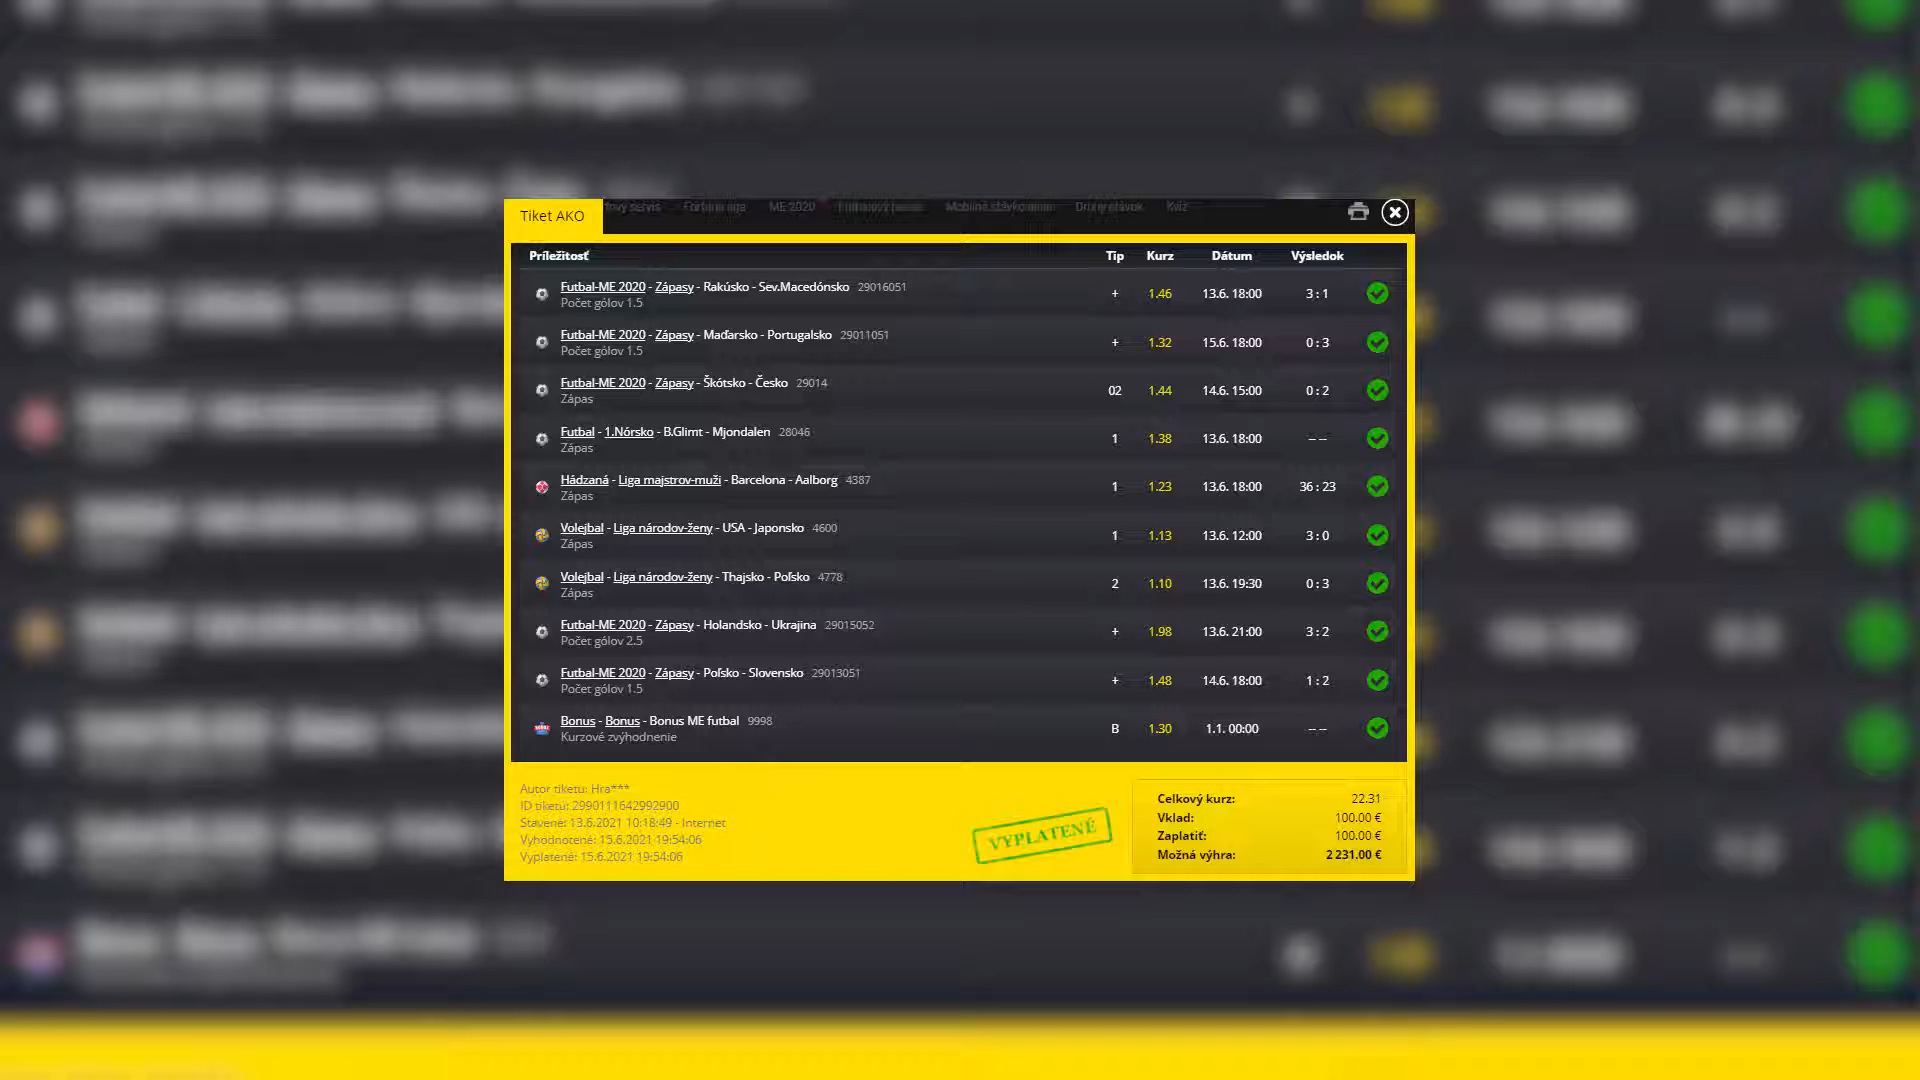 Tiket AKO
Fortuna liga ME 2020 Kvíz
Príležitosť Tip Kurz Dátum Výsledok
Futbal-ME 2020 - Zápasy - Rakúsko - Sev.Macedónsko 29016051 + 1.46 13.6. 18:00 3 : 1
Počet gólov 1.5
Futbal-ME 2020 - Zápasy - Maďarsko - Portugalsko 29011051 + 1.32 15.6. 18:00 0 : 3
Počet gólov 1.5
Futbal-ME 2020 - Zápasy - Škótsko - Česko 29014 02 1.44 14.6. 15:00 0 : 2
Zápas
Futbal - 1.Nórsko - B.Glimt - Mjondalen 28046 1 1.38 13.6. 18:00 -- --
Zápas
Hádzaná - Liga majstrov-muži - Barcelona - Aalborg 4387 1 1.23 13.6. 18:00 36 : 23
Zápas
Volejbal - Liga národov-ženy - USA - Japonsko 4600 1 1.13 13.6. 12:00 3 : 0
Zápas
Volejbal - Liga národov-ženy - Thajsko - Poľsko 4778 2 1.10 13.6. 19:30 0 : 3
Zápas
Futbal-ME 2020 - Zápasy - Holandsko - Ukrajina 29015052 + 1.98 13.6. 21:00 3 : 2
Počet gólov 2.5
Futbal-ME 2020 - Zápasy - Poľsko - Slovensko 29013051 + 1.48 14.6. 18:00 1 : 2
Počet gólov 1.5
Bonus - Bonus - Bonus ME futbal 9998 B 1.30 1.1. 00:00 -- --
Kurzové zvýhodnenie
Autor tiketu: Hra***
ID tiketu: 2990111642992900
Stavené: 13.6.2021 10:18:49 - Internet
Vyhodnotené: 15.6.2021 19:54:06
Vyplatené: 15.6.2021 19:54:06
VYPLATENÉ
Celkový kurz: 22.31
Vklad: 100.00 €
Zaplatiť: 100.00 €
Možná výhra: 2 231.00 €